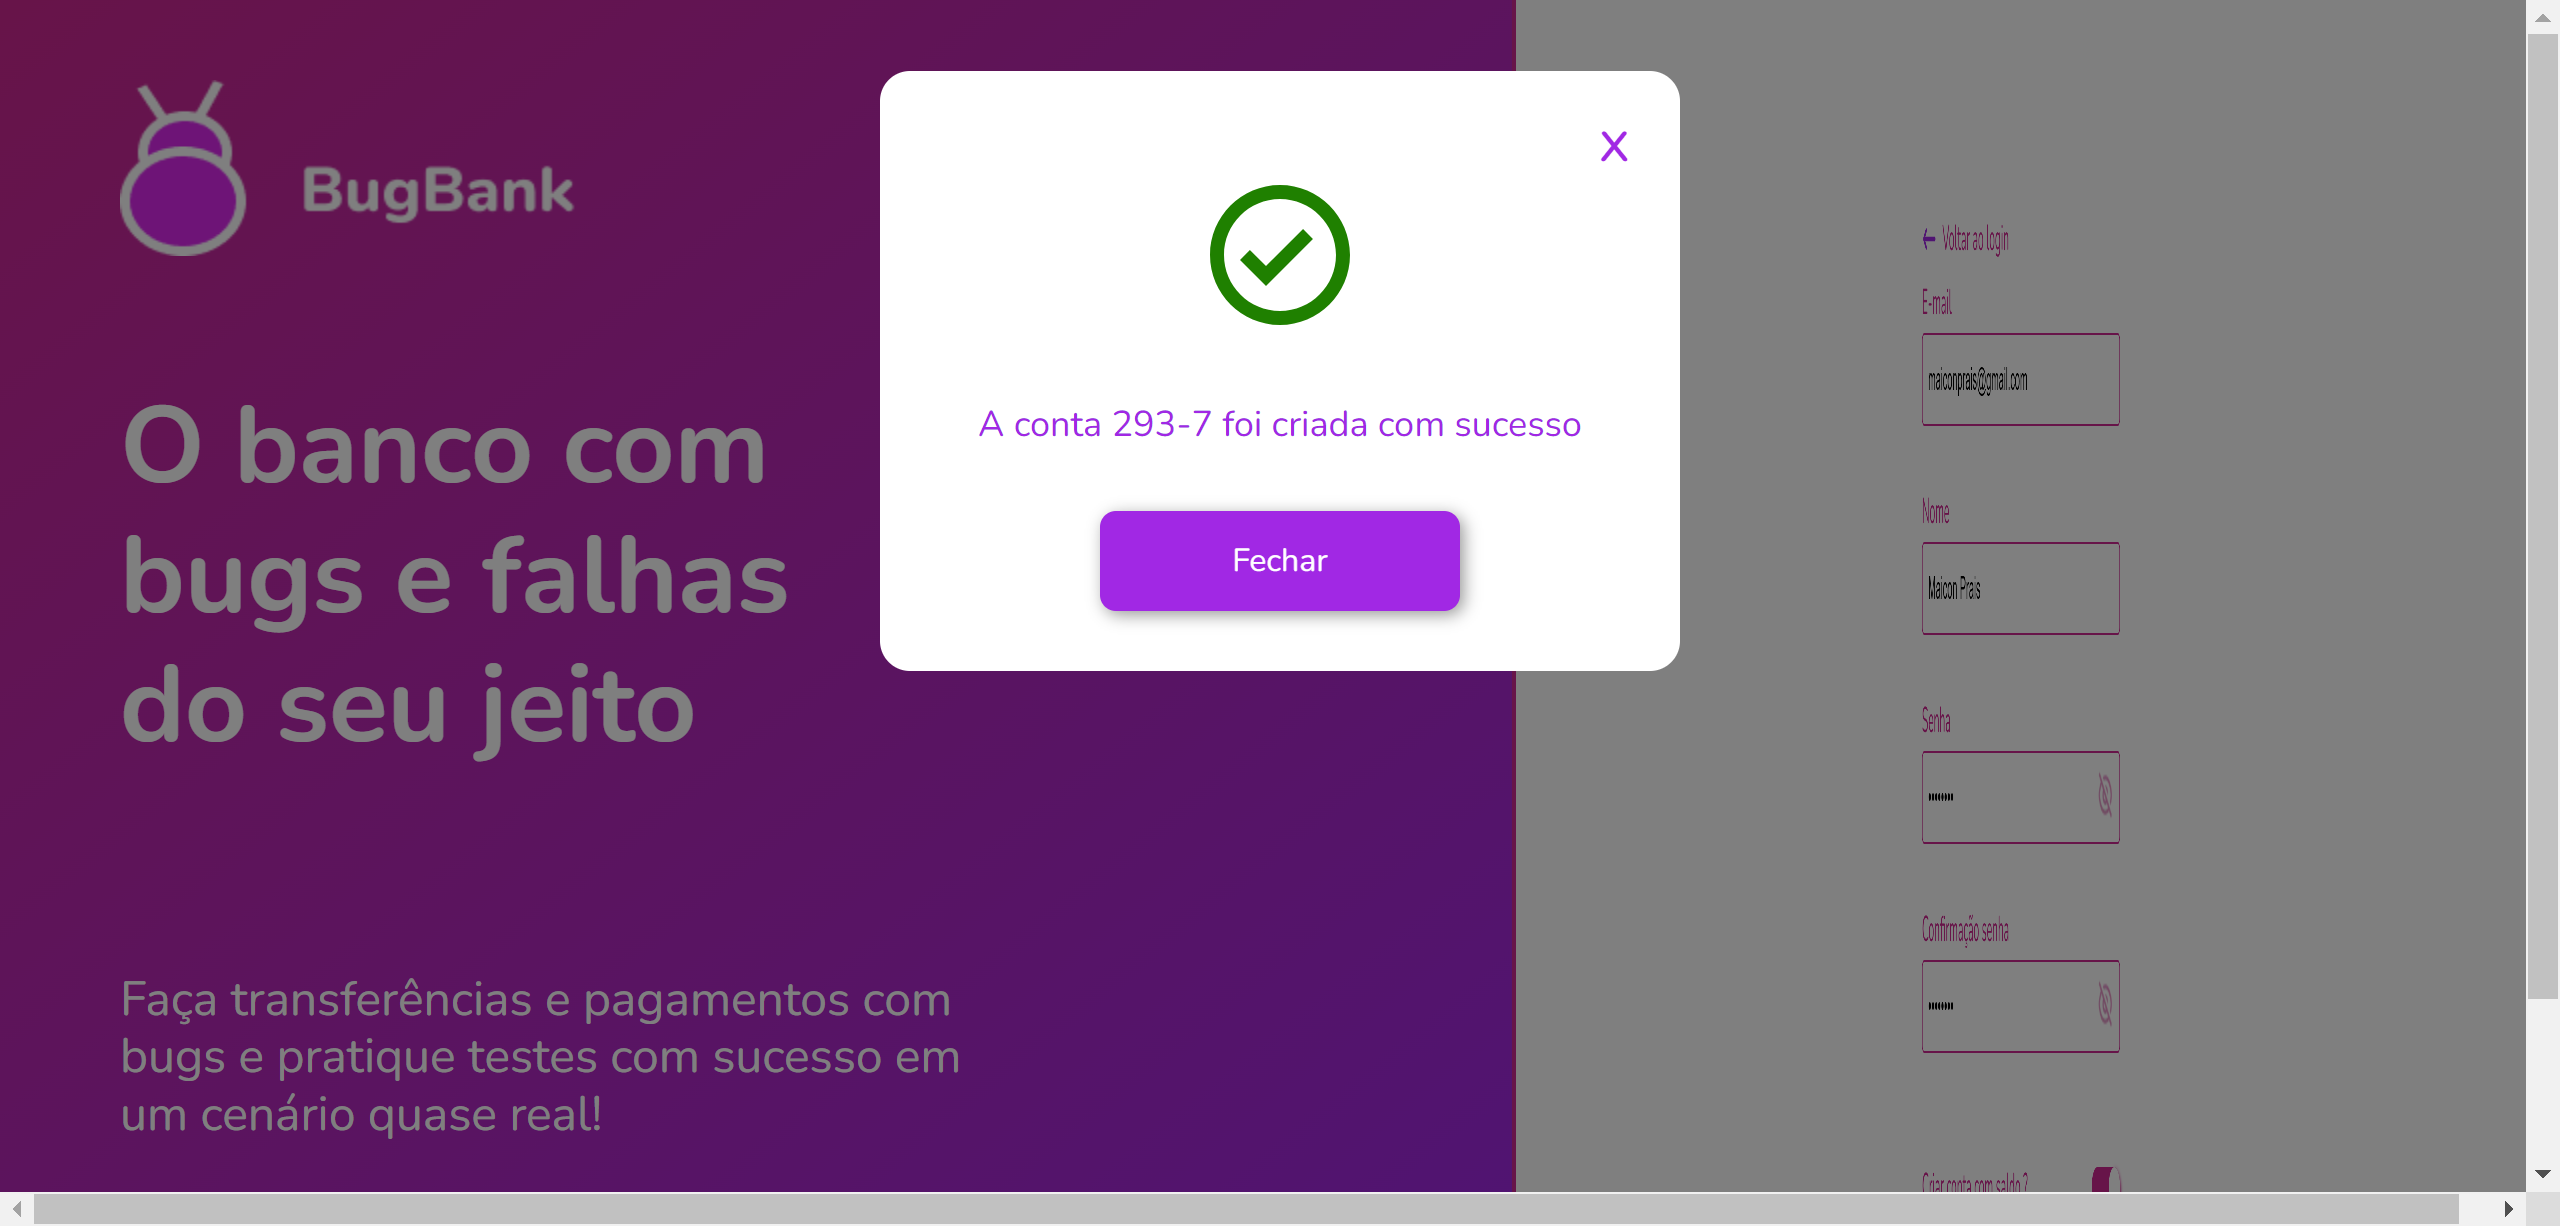 BugBank
O banco com
bugs e falhas
do seu jeito
Faça transferências e pagamentos com
bugs e pratique testes com sucesso em
um cenário quase real!
X
A conta 293-7 foi criada com sucesso
Fechar
← Voltar ao login
E-mail
maiconprais@gmail.com
Nome
Maicon Prais
Senha
••••••••
Confirmação senha
••••••••
Criar conta com saldo ?